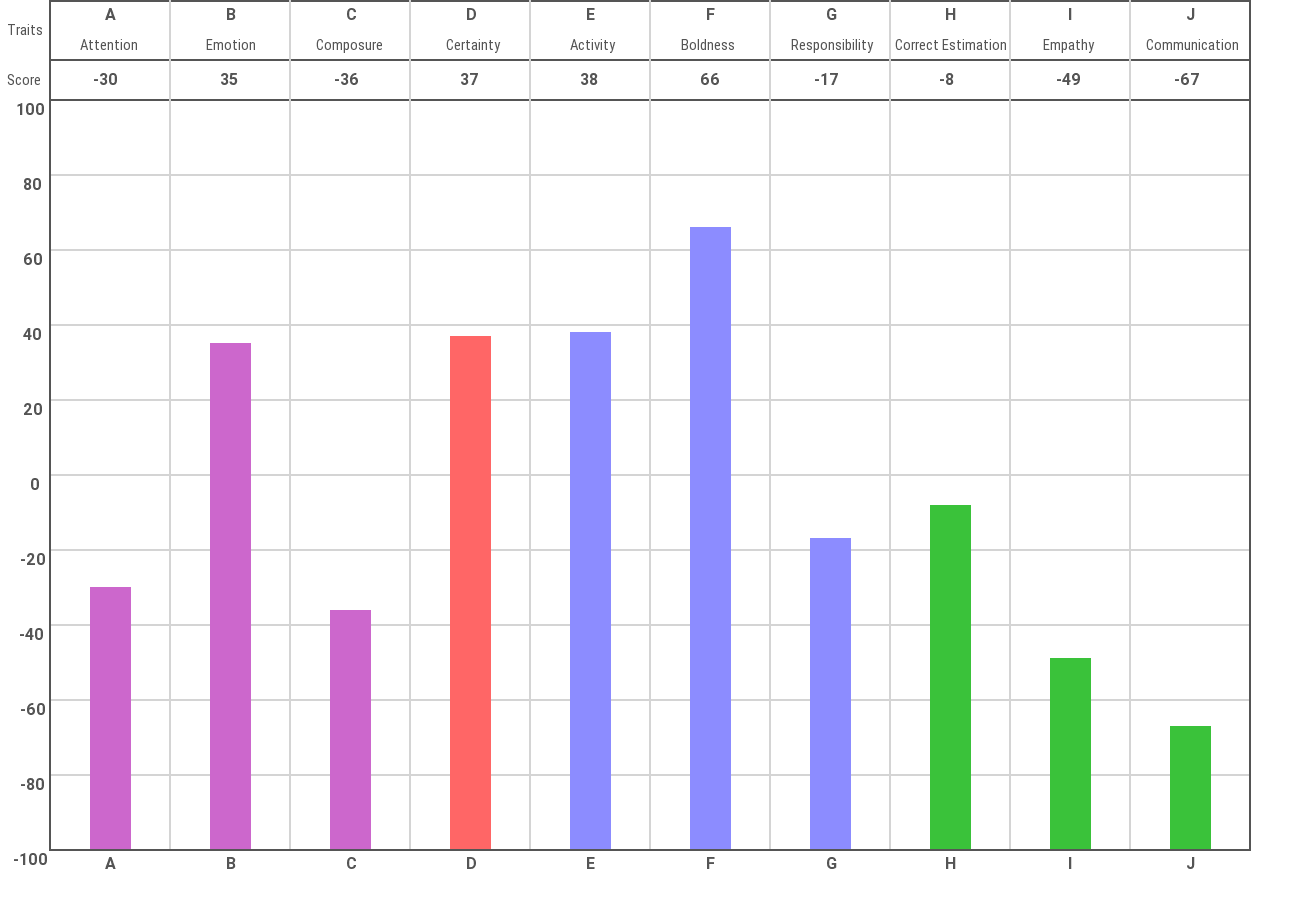 Traits A B C D E F G H I J
Attention Emotion Composure Certainty Activity Boldness Responsibility Correct Estimation Empathy Communication
Score -30 35 -36 37 38 66 -17 -8 -49 -67
100
80
60
40
20
0
-20
-40
-60
-80
-100
A B C D E F G H I J